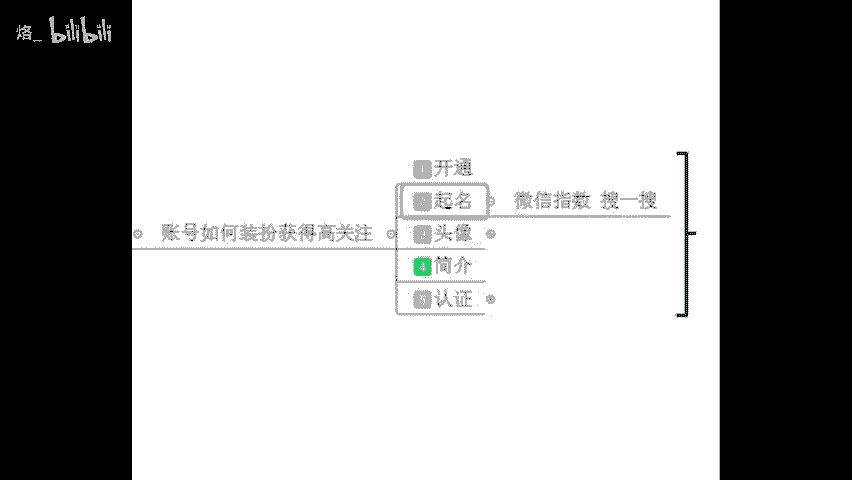 烙_ bilibili
1 开通
2 起名
微信指数 搜一搜
账号如何装扮获得高关注
3 头像
4 简介
5 认证